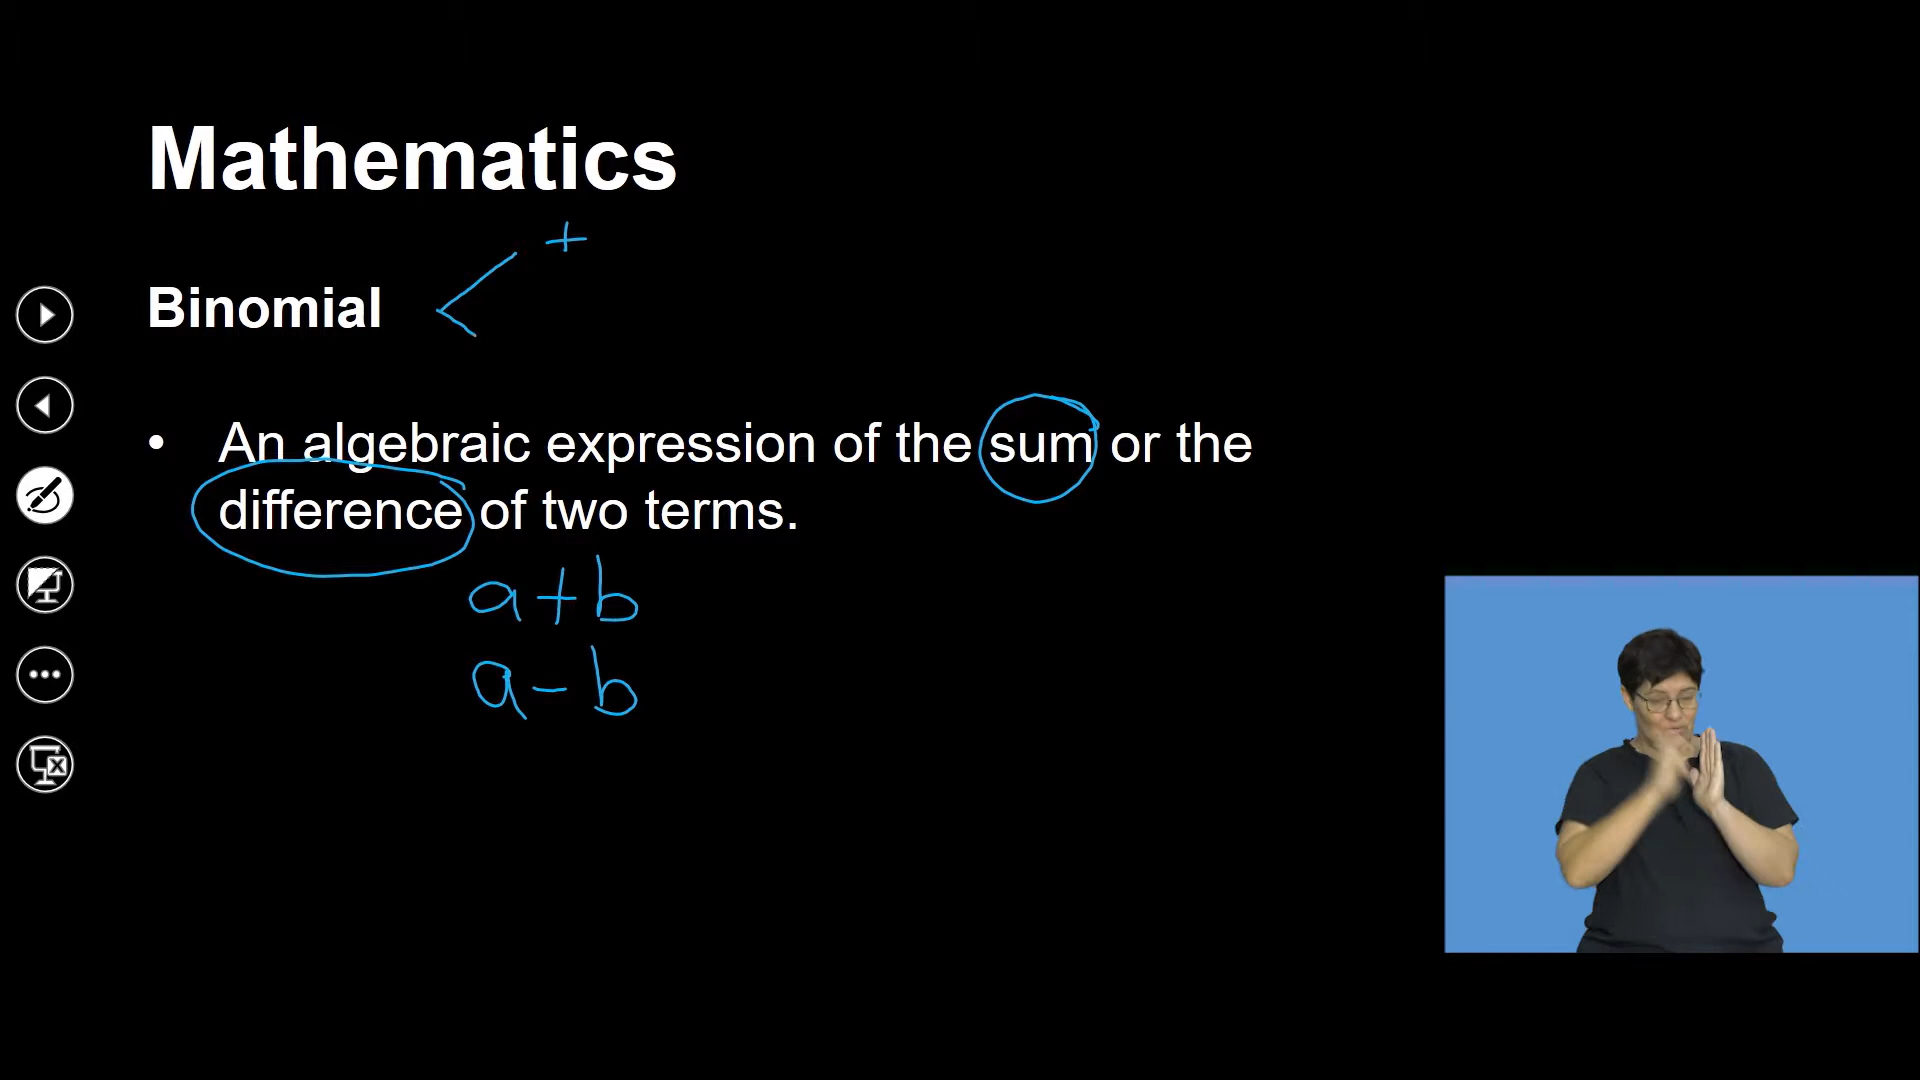 Mathematics
+
Binomial
• An algebraic expression of the sum or the
difference of two terms.
a+b
a-b